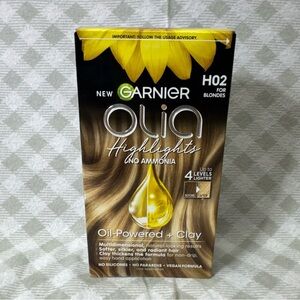 IMPORTANT: FOLLOW THE USAGE ADVISORY.
NEW GARNIER
H02
FOR
BLONDES
OLIA
Highlights
NO AMMONIA
UP TO
4 LEVELS
LIGHTER
Oil-Powered + Clay
Multidimensional, natural looking results
Softer, silkier, and radiant hair
Clay thickens the formula for non-drip,
easy hand application
NO SILICONES • NO PARABENS • VEGAN FORMULA